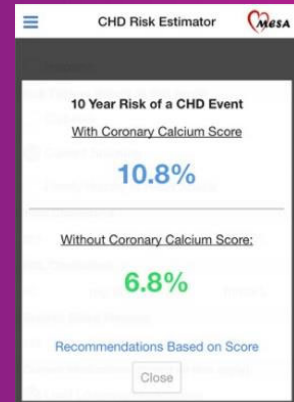 CHD Risk Estimator
MESA
10 Year Risk of a CHD Event
With Coronary Calcium Score
10.8%
Without Coronary Calcium Score:
6.8%
Recommendations Based on Score
Close